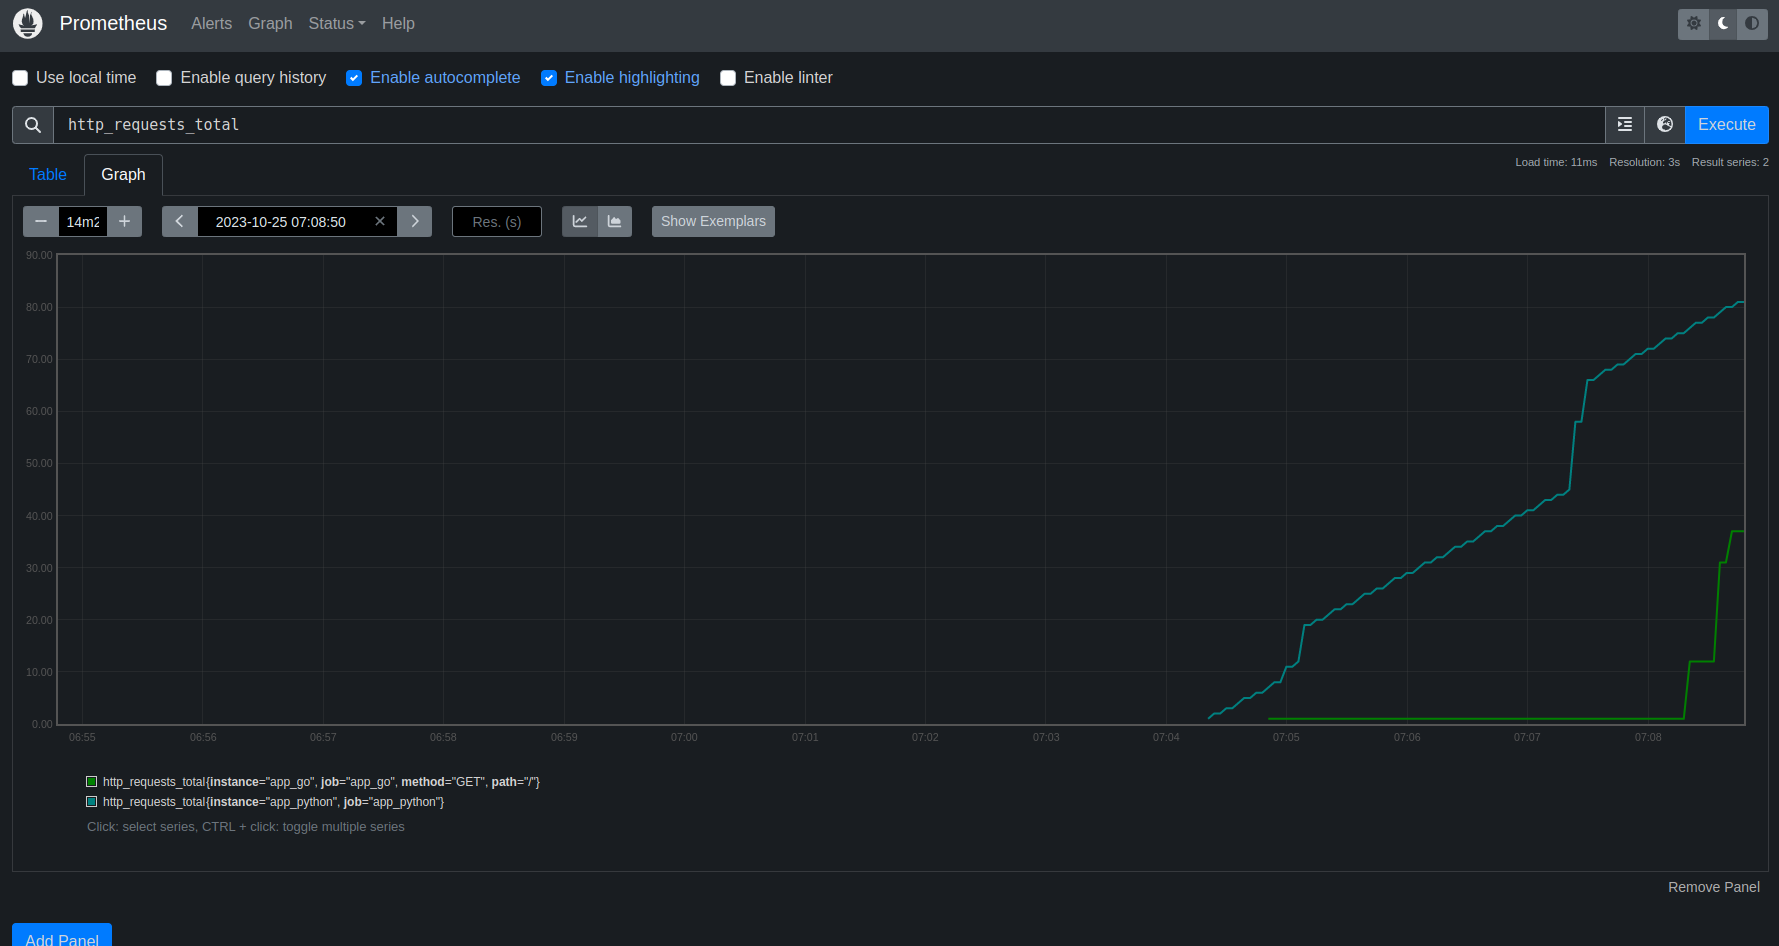 Prometheus Alerts Graph Status Help
Use local time Enable query history Enable autocomplete Enable highlighting Enable linter
http_requests_total Execute
Table Graph Load time: 11ms Resolution: 3s Result series: 2
14m2 2023-10-25 07:08:50 Res. (s) Show Exemplars
90.00
80.00
70.00
60.00
50.00
40.00
30.00
20.00
10.00
0.00
06:55 06:56 06:57 06:58 06:59 07:00 07:01 07:02 07:03 07:04 07:05 07:06 07:07 07:08
http_requests_total{instance="app_go", job="app_go", method="GET", path="/"}
http_requests_total{instance="app_python", job="app_python"}
Click: select series, CTRL + click: toggle multiple series
Remove Panel
Add Panel